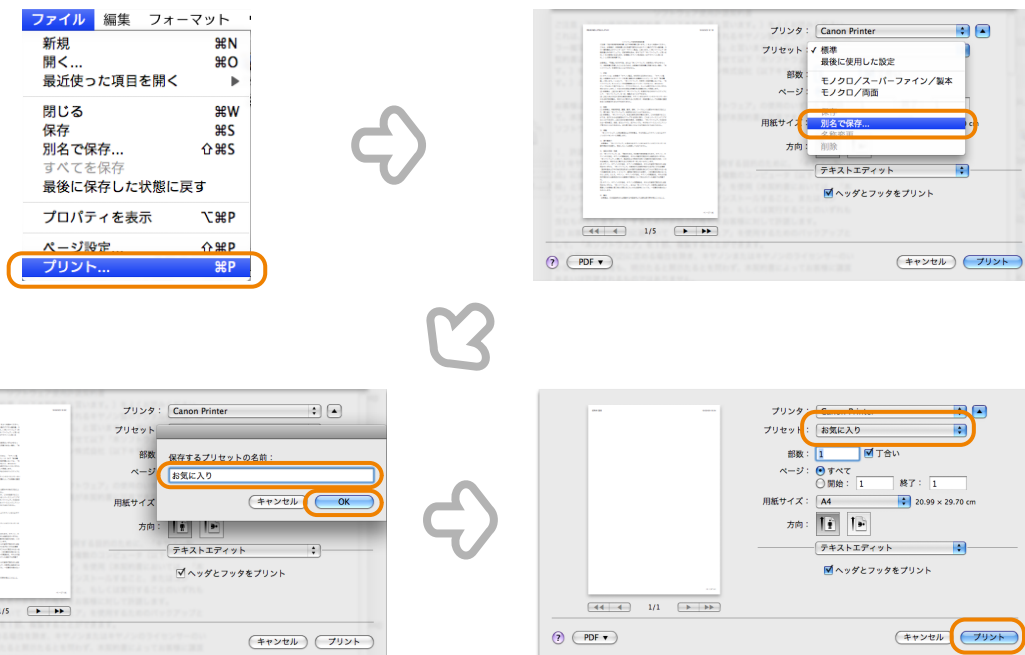 ファイル 編集 フォーマット
新規 ⌘N
開く... ⌘O
最近使った項目を開く ▶
閉じる ⌘W
保存 ⌘S
別名で保存... ⇧⌘S
すべてを保存
最後に保存した状態に戻す
プロパティを表示 ⌥⌘P
ページ設定... ⇧⌘P
プリント... ⌘P
プリンタ： Canon Printer
プリセット： ✓ 標準
最後に使用した設定
部数
モノクロ／スーパーファイン／製本
ページ
モノクロ／両面
保存
用紙サイズ 別名で保存... cm
名称変更
方向 削除
テキストエディット
ヘッダとフッタをプリント
1/5
? PDF ▼ キャンセル プリント
プリンタ： Canon Printer
プリセット
部数 保存するプリセットの名前：
ページ お気に入り
用紙サイズ キャンセル OK
方向：
テキストエディット
ヘッダとフッタをプリント
/5
キャンセル プリント
プリンタ： Canon Printer
プリセット： お気に入り
部数： 1 丁合い
ページ： すべて
開始： 1 終了： 1
用紙サイズ： A4 20.99 × 29.70 cm
方向：
テキストエディット
ヘッダとフッタをプリント
1/1
? PDF ▼ キャンセル プリント